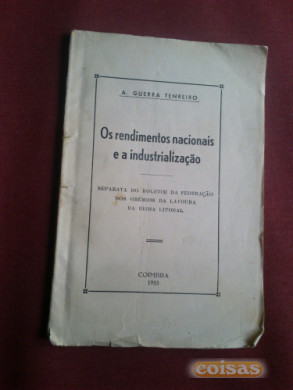 A. GUERRA TENREIRO
Os rendimentos nacionais
e a industrialização
SEPARATA DO BOLETIM DA FEDERAÇÃO
DOS GRÉMIOS DA LAVOURA
DA BEIRA LITORAL
COIMBRA
coisas